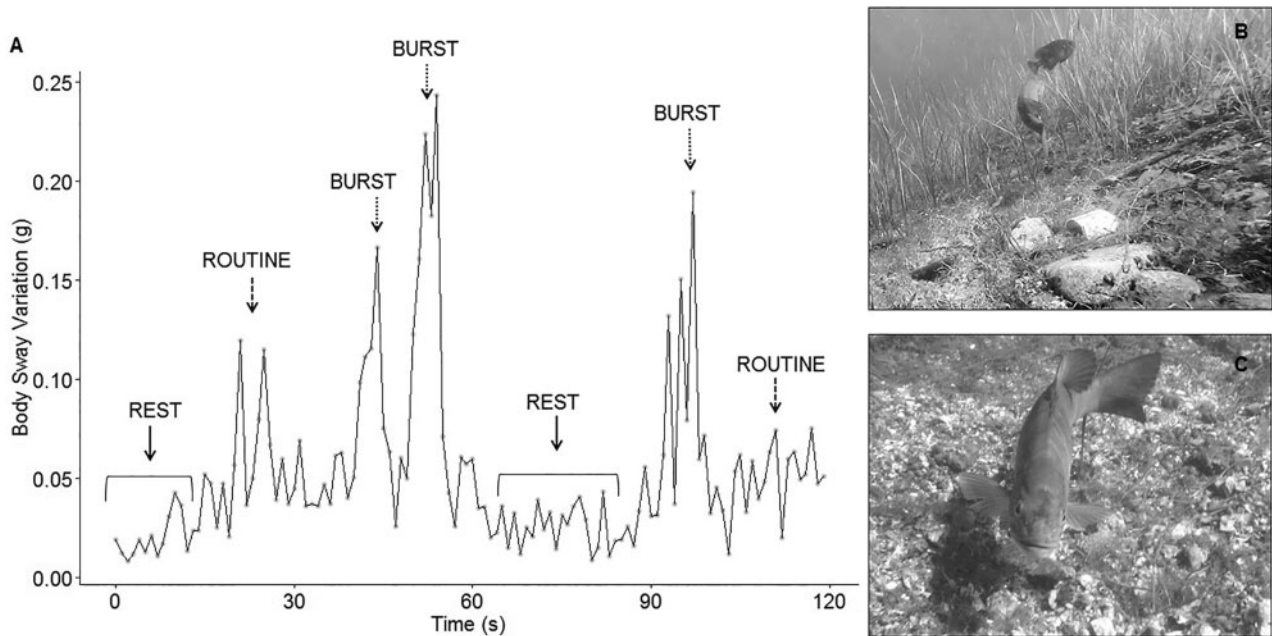 A
BURST
BURST
BURST
ROUTINE
ROUTINE
REST
REST
Body Sway Variation (g)
0.25
0.20
0.15
0.10
0.05
0.00
0
30
60
90
120
Time (s)
B
C